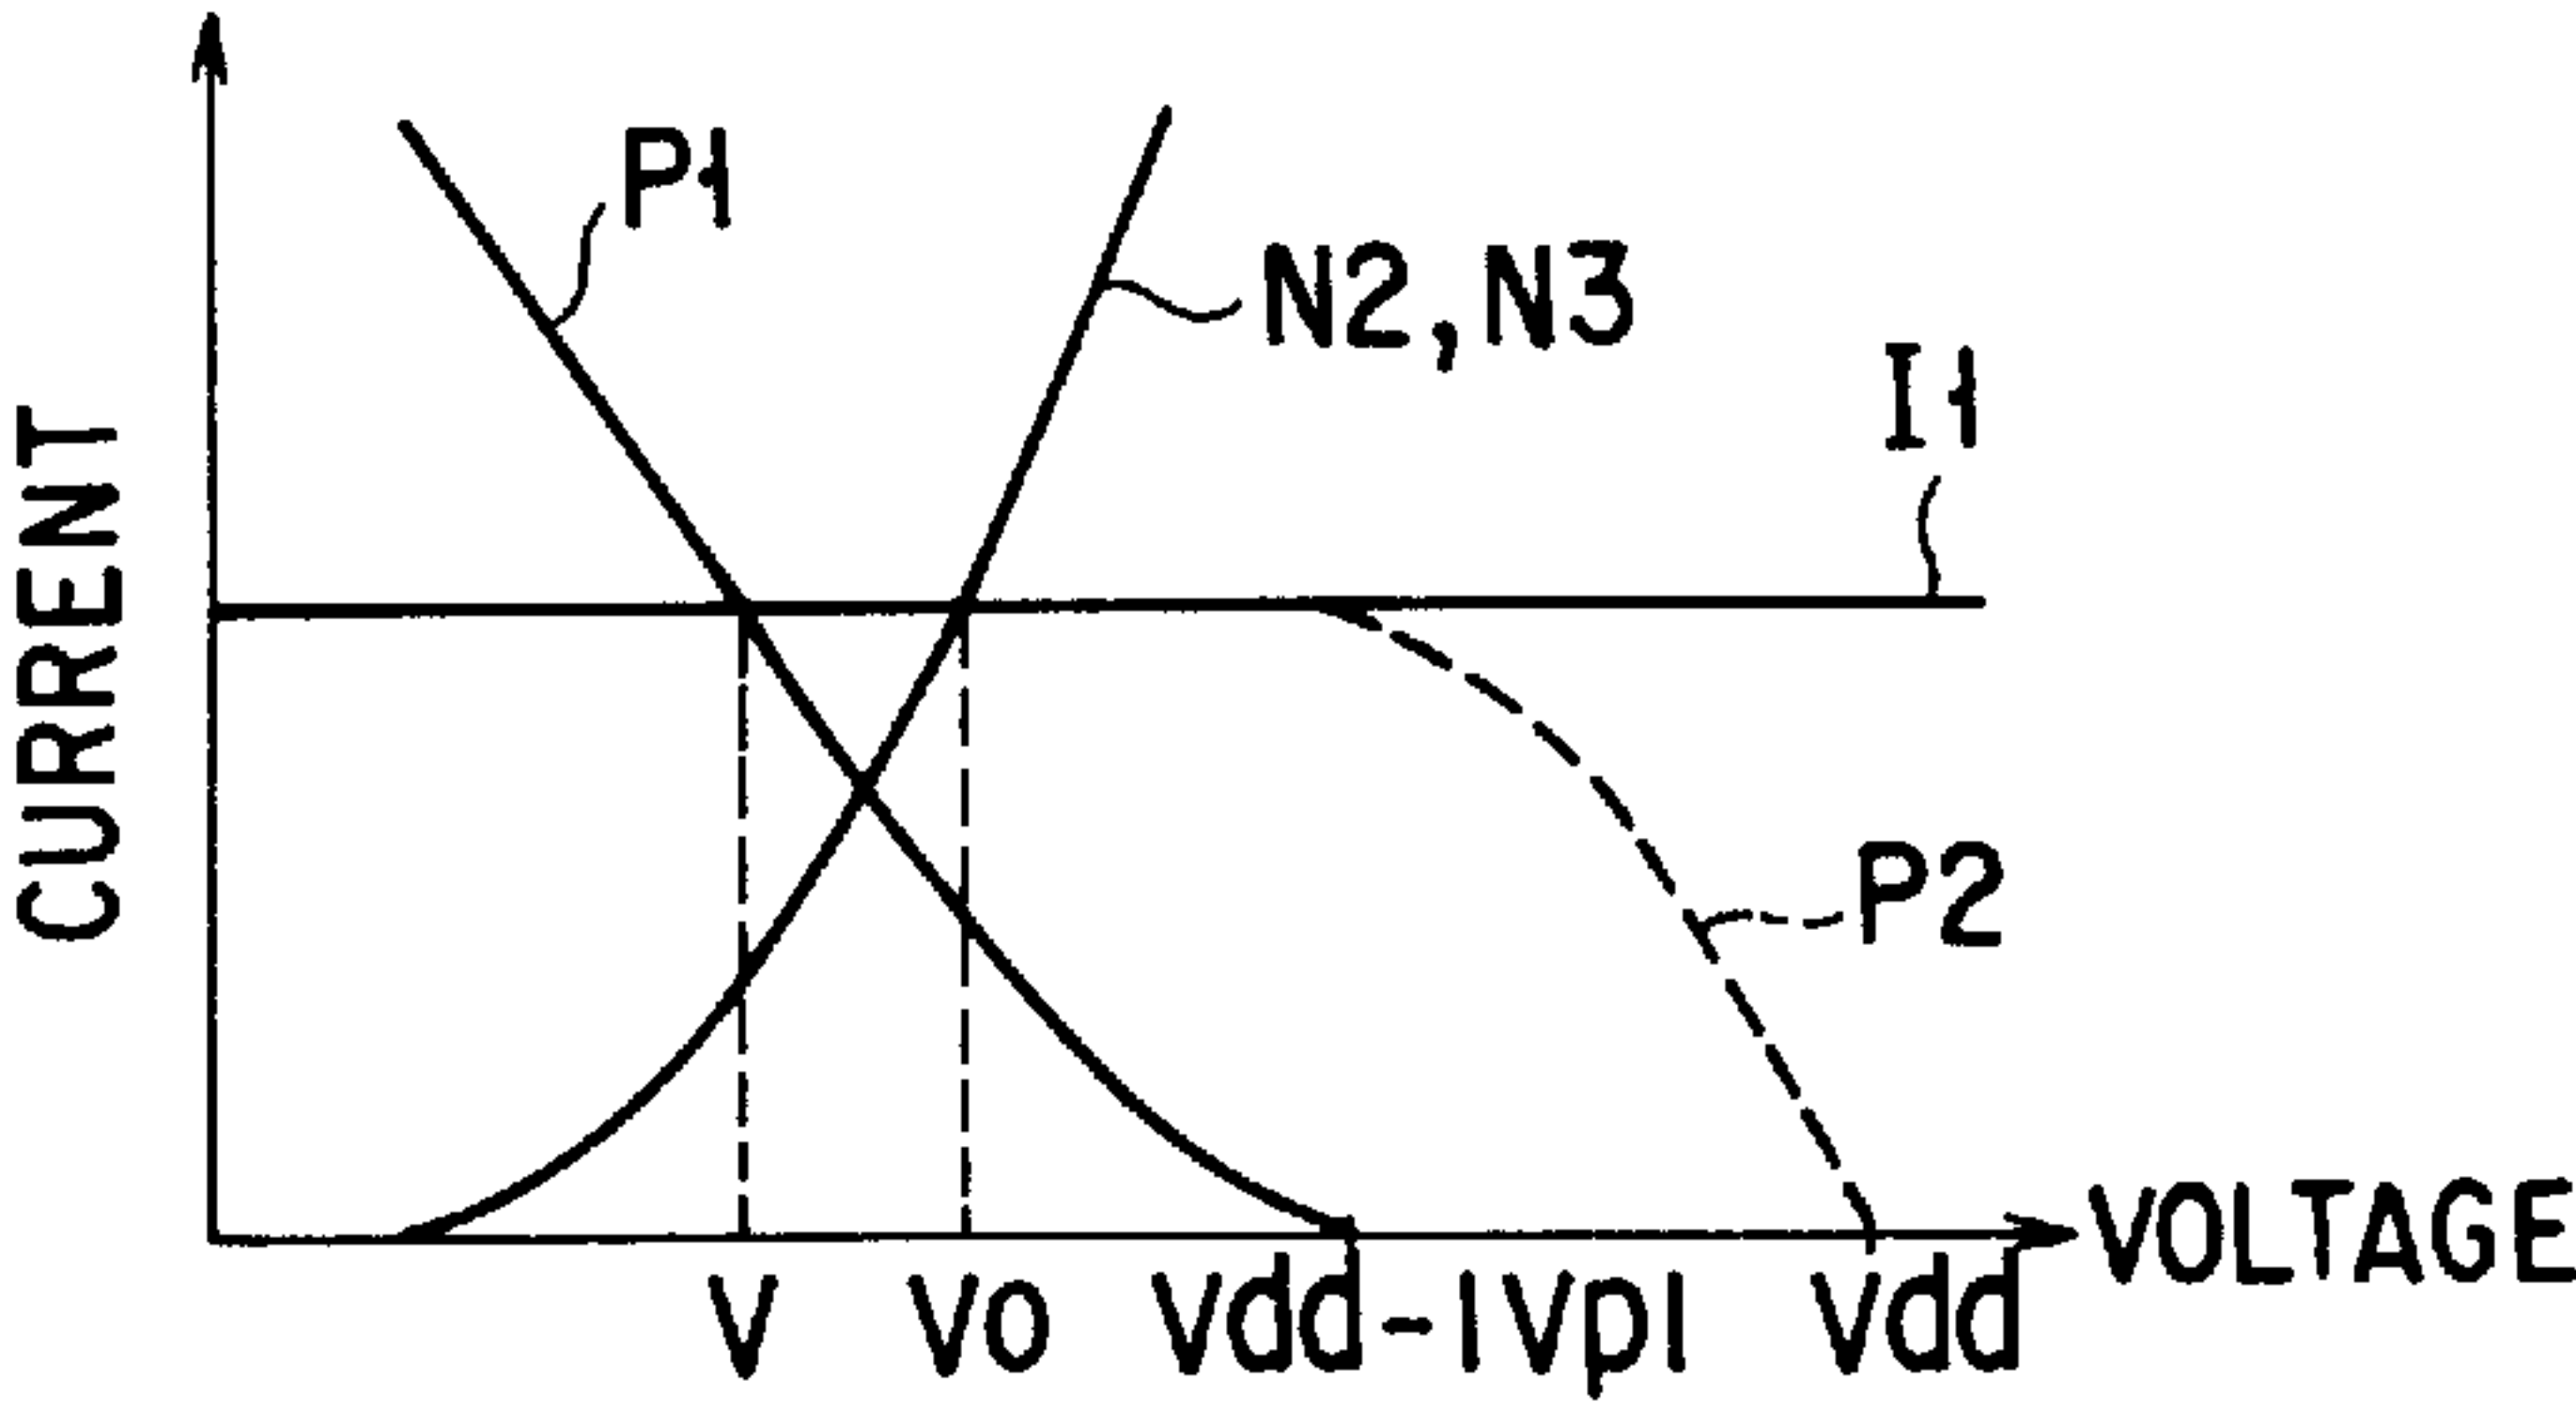 P1
N2,N3
I1
CURRENT
P2
VOLTAGE
V
Vo
Vdd-|Vp|
Vdd